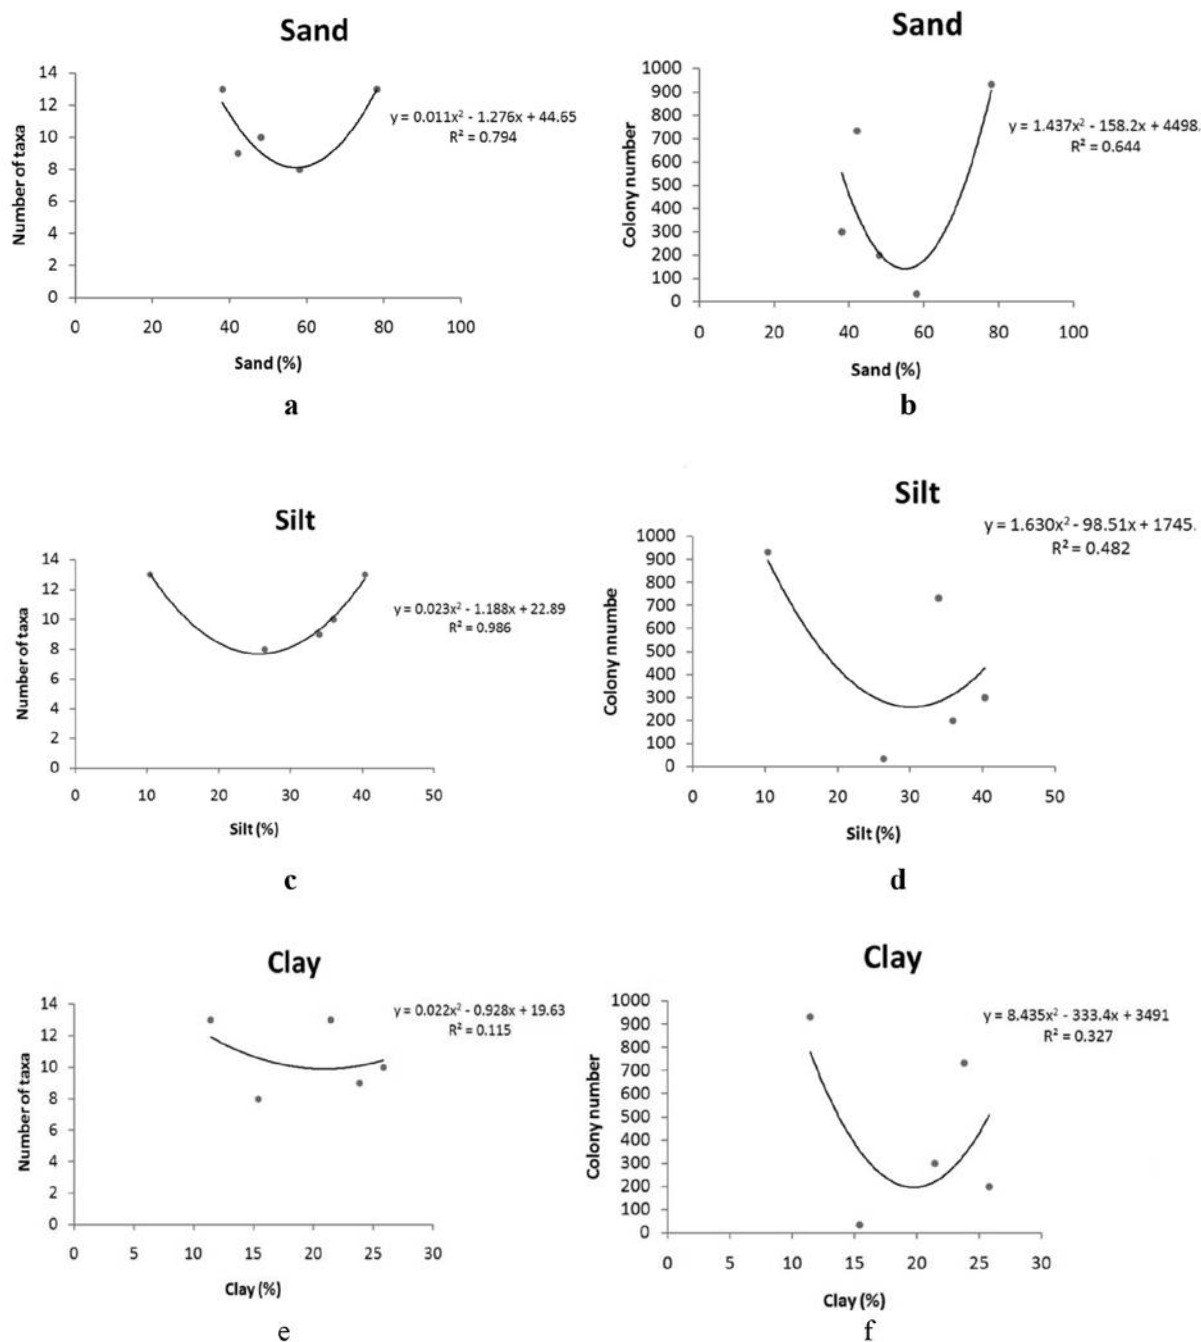 Sand
14
12
10
8
6
4
2
0
Number of taxa
y = 0.011x² - 1.276x + 44.65
R² = 0.794
0 20 40 60 80 100
Sand (%)
a
Sand
1000
900
800
700
600
500
400
300
200
100
0
Colony number
y = 1.437x² - 158.2x + 4498.
R² = 0.644
0 20 40 60 80 100
Sand (%)
b
Silt
14
12
10
8
6
4
2
0
Number of taxa
y = 0.023x² - 1.188x + 22.89
R² = 0.986
0 10 20 30 40 50
Silt (%)
c
Silt
y = 1.630x² - 98.51x + 1745.
R² = 0.482
1000
900
800
700
600
500
400
300
200
100
0
Colony nnumbe
0 10 20 30 40 50
Silt (%)
d
Clay
14
12
10
8
6
4
2
0
Number of taxa
y = 0.022x² - 0.928x + 19.63
R² = 0.115
0 5 10 15 20 25 30
Clay (%)
e
Clay
1000
900
800
700
600
500
400
300
200
100
0
Colony number
y = 8.435x² - 333.4x + 3491
R² = 0.327
0 10 15 20 25 30
Clay (%)
f